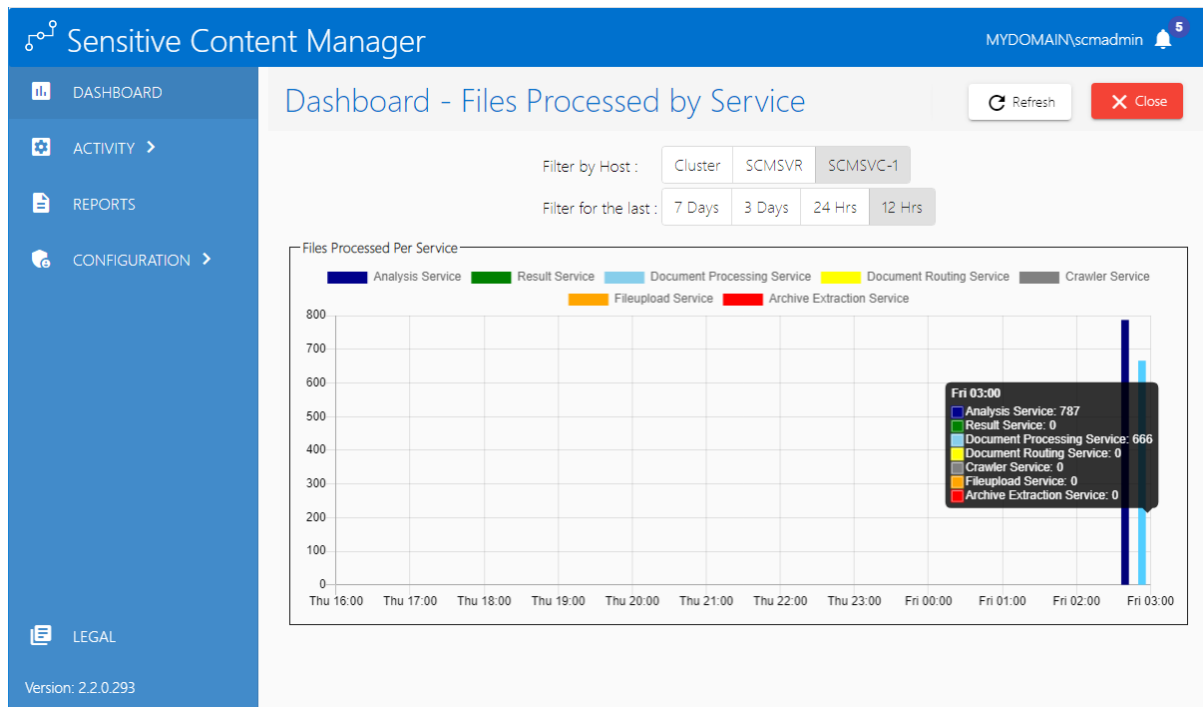 Sensitive Content Manager
MYDOMAIN\scmadmin
5
DASHBOARD
ACTIVITY
REPORTS
CONFIGURATION
LEGAL
Version: 2.2.0.293
Dashboard - Files Processed by Service
Refresh
Close
Filter by Host : Cluster SCMSVR SCMSVC-1
Filter for the last : 7 Days 3 Days 24 Hrs 12 Hrs
Files Processed Per Service
Analysis Service Result Service Document Processing Service Document Routing Service Crawler Service
Fileupload Service Archive Extraction Service
800
700
600
500
400
300
200
100
0
Fri 03:00
Analysis Service: 787
Result Service: 0
Document Processing Service: 666
Document Routing Service: 0
Crawler Service: 0
Fileupload Service: 0
Archive Extraction Service: 0
Thu 16:00 Thu 17:00 Thu 18:00 Thu 19:00 Thu 20:00 Thu 21:00 Thu 22:00 Thu 23:00 Fri 00:00 Fri 01:00 Fri 02:00 Fri 03:00